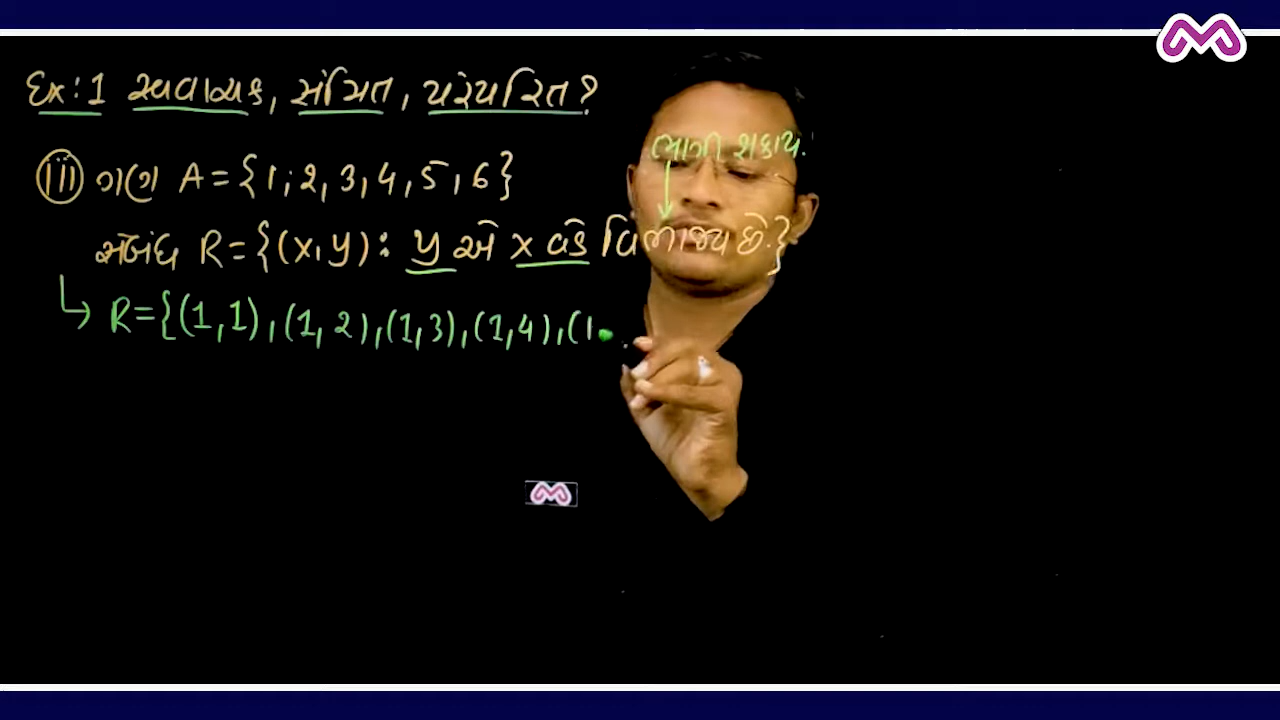 Ex:1 સ્વવાચક, સંમિત, પરંપરિત?
(iii) ગણ A = {1, 2, 3, 4, 5, 6}
ભાગી શકાય.
સંબંધ R = {(x, y) : y એ x વડે વિભાજ્ય છે.}
R = {(1,1), (1, 2), (1,3), (1,4), (1